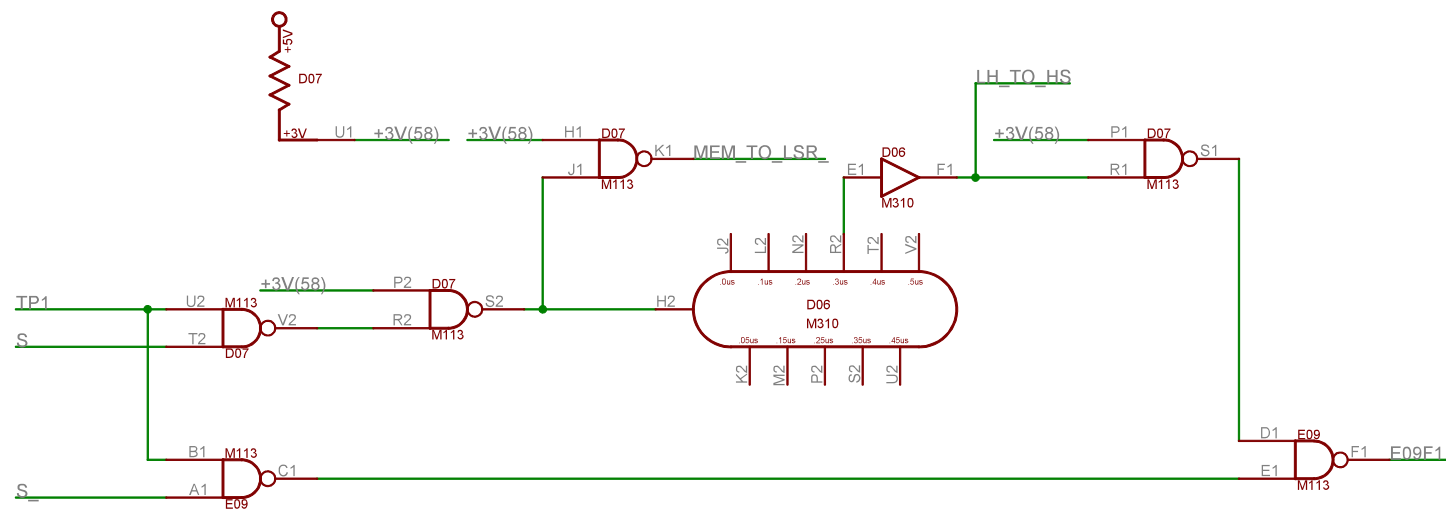 +5V
D07
+3V
U1
+3V(58)
+3V(58)
H1
D07
J1
M113
K1
MEM_TO_LSR_
LH_TO_HS
D06
E1
F1
M310
+3V(58)
P1
D07
R1
M113
S1
J2
L2
N2
R2
T2
V2
.0us
.1us
.2us
.3us
.4us
.5us
H2
D06
M310
.05us
.15us
.25us
.35us
.45us
K2
M2
P2
S2
U2
TP1
S
U2
T2
M113
D07
V2
+3V(58)
P2
R2
D07
M113
S2
S_
B1
A1
M113
E09
C1
D1
E1
E09
M113
F1
E09F1